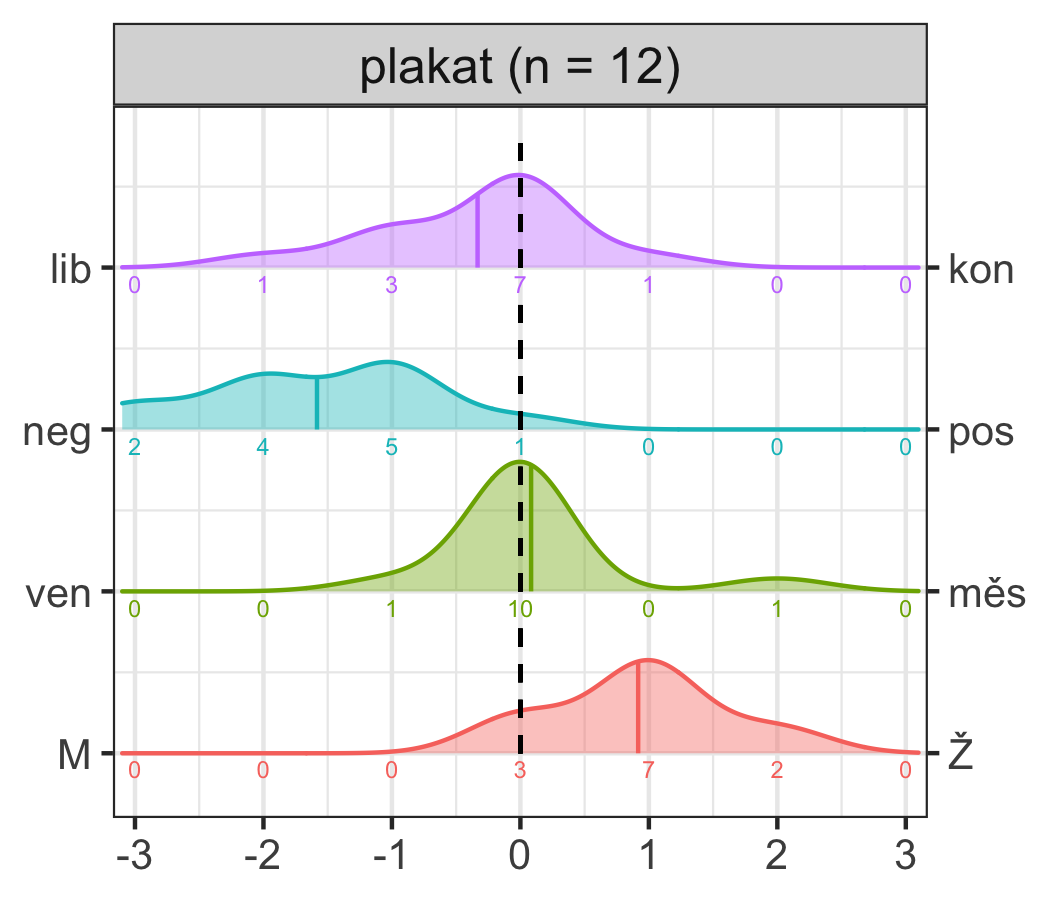 plakat (n = 12)
lib kon
0 1 3 7 1 0 0
neg pos
2 4 5 1 0 0 0
ven měs
0 0 1 10 0 1 0
M Ž
0 0 0 3 7 2 0
-3 -2 -1 0 1 2 3